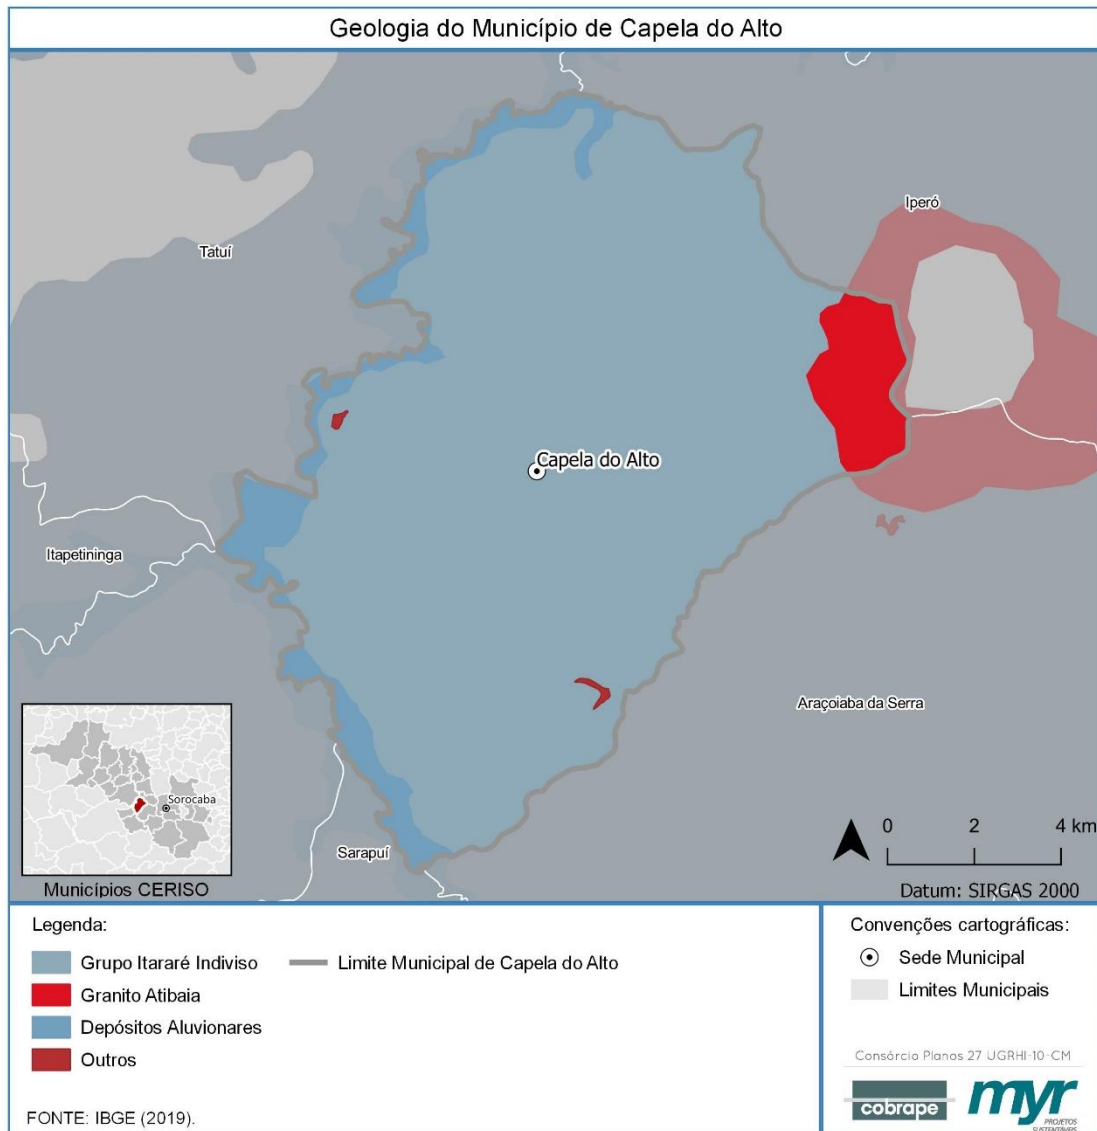 Geologia do Município de Capela do Alto
Iperó
Tatuí
Capela do Alto
Itapetininga
Araçoiaba da Serra
Sorocaba
Sarapuí
Municípios CERISO
0 2 4 km
Datum: SIRGAS 2000
Legenda:
Grupo Itararé Indiviso
Limite Municipal de Capela do Alto
Granito Atibaia
Depósitos Aluvionares
Outros
FONTE: IBGE (2019).
Convenções cartográficas:
Sede Municipal
Limites Municipais
Consórcio Planos 27 UGRHI-10-CM
cobrape
myr
PROJETOS
SUSTENTÁVEIS